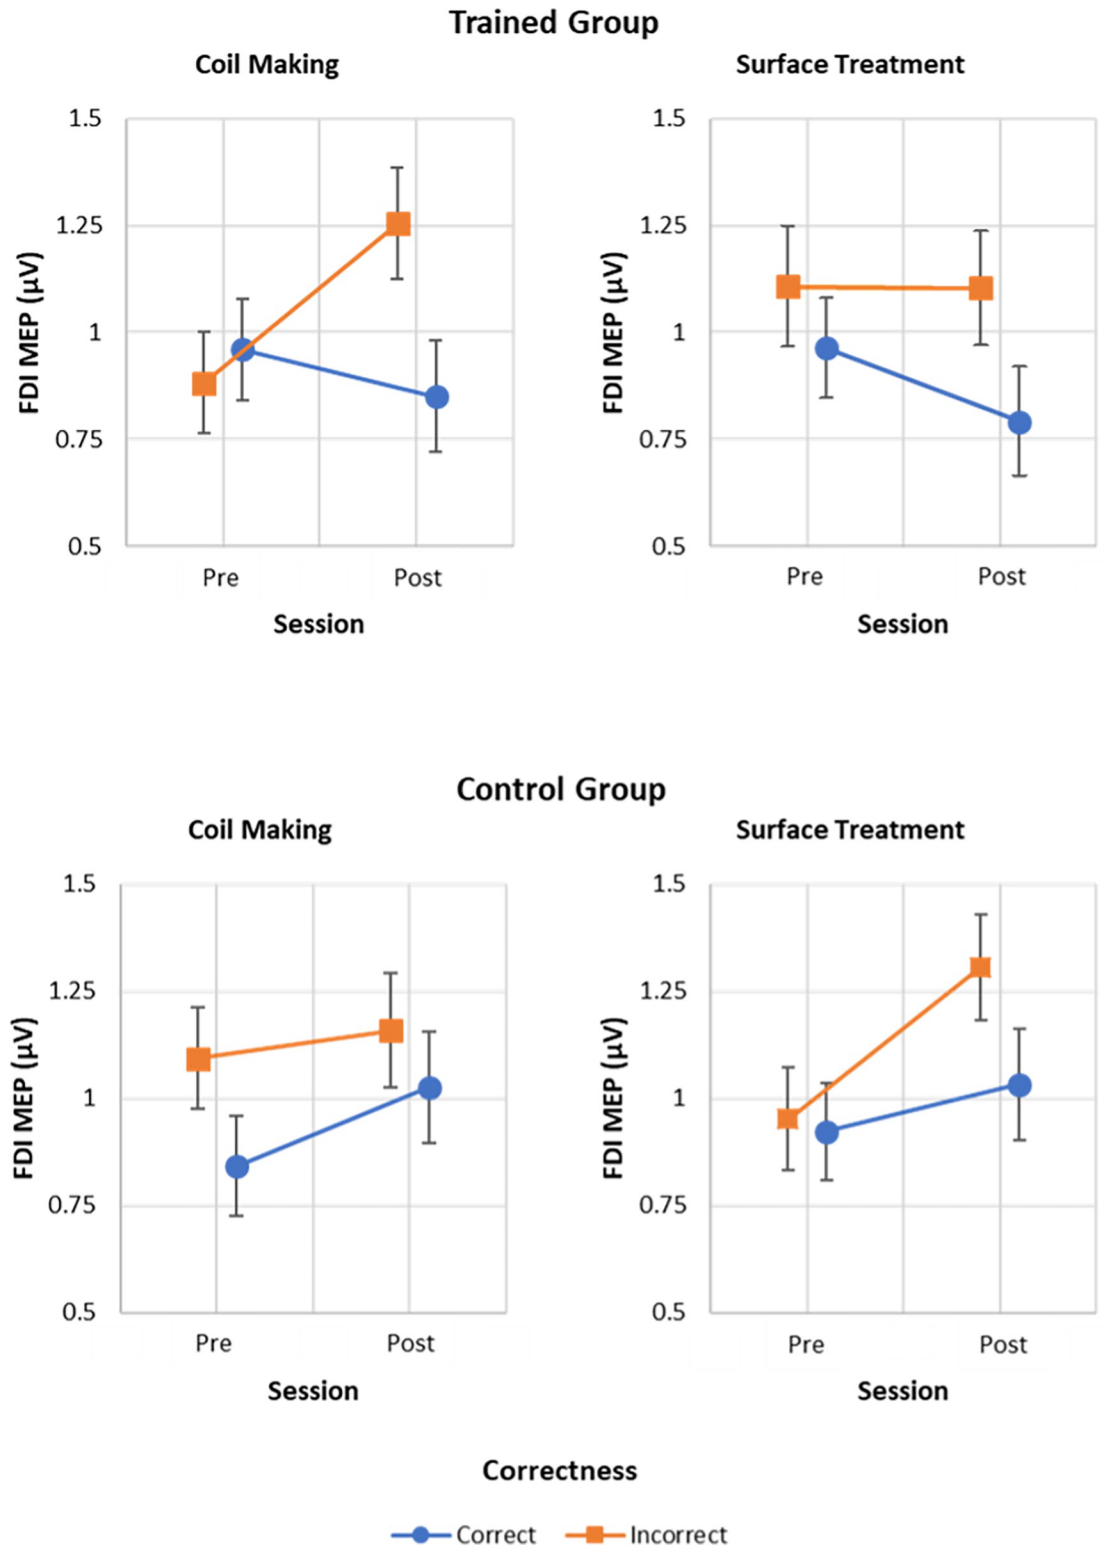 Trained Group
Coil Making
Surface Treatment
1.5
1.25
1
0.75
0.5
FDI MEP (µV)
Pre
Post
Session
1.5
1.25
1
0.75
0.5
FDI MEP (µV)
Pre
Post
Session
Control Group
Coil Making
Surface Treatment
1.5
1.25
1
0.75
0.5
FDI MEP (µV)
Pre
Post
Session
1.5
1.25
1
0.75
0.5
FDI MEP (µV)
Pre
Post
Session
Correctness
Correct
Incorrect